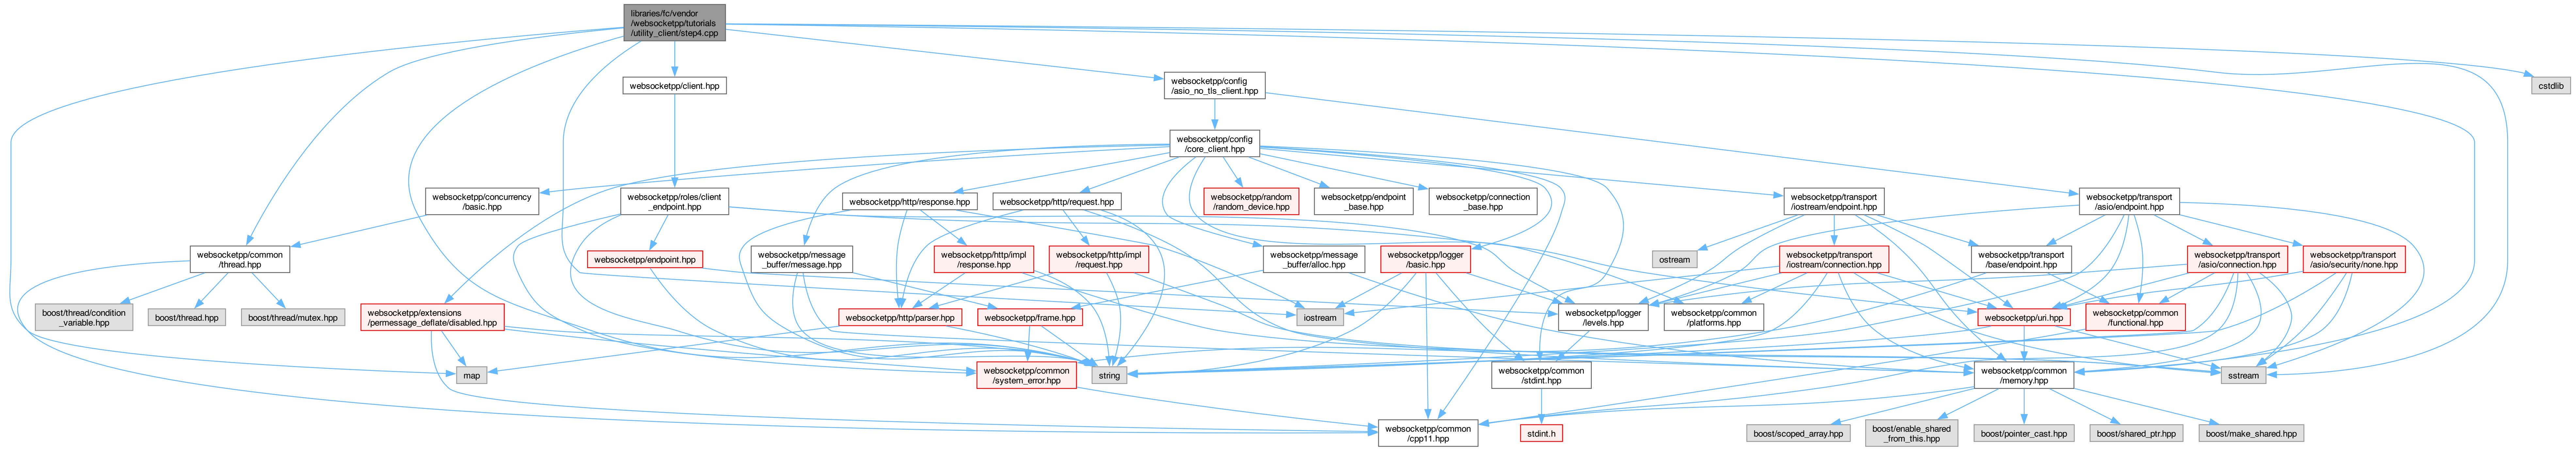 libraries/fc/vendor
/websocketpp/tutorials
/utility_client/step4.cpp
websocketpp/client.hpp
websocketpp/config
/asio_no_tls_client.hpp
cstdlib
websocketpp/config
/core_client.hpp
websocketpp/concurrency
/basic.hpp
websocketpp/roles/client
_endpoint.hpp
websocketpp/http/response.hpp
websocketpp/http/request.hpp
websocketpp/random
/random_device.hpp
websocketpp/endpoint
_base.hpp
websocketpp/connection
_base.hpp
websocketpp/transport
/iostream/endpoint.hpp
websocketpp/transport
/asio/endpoint.hpp
websocketpp/common
/thread.hpp
websocketpp/endpoint.hpp
websocketpp/message
_buffer/message.hpp
websocketpp/http/impl
/response.hpp
websocketpp/http/impl
/request.hpp
websocketpp/message
_buffer/alloc.hpp
websocketpp/logger
/basic.hpp
ostream
websocketpp/transport
/iostream/connection.hpp
websocketpp/transport
/base/endpoint.hpp
websocketpp/transport
/asio/connection.hpp
websocketpp/transport
/asio/security/none.hpp
boost/thread/condition
_variable.hpp
boost/thread.hpp
boost/thread/mutex.hpp
websocketpp/extensions
/permessage_deflate/disabled.hpp
websocketpp/http/parser.hpp
websocketpp/frame.hpp
iostream
websocketpp/logger
/levels.hpp
websocketpp/common
/platforms.hpp
websocketpp/uri.hpp
websocketpp/common
/functional.hpp
map
websocketpp/common
/system_error.hpp
string
websocketpp/common
/stdint.hpp
websocketpp/common
/memory.hpp
sstream
websocketpp/common
/cpp11.hpp
stdint.h
boost/scoped_array.hpp
boost/enable_shared
_from_this.hpp
boost/pointer_cast.hpp
boost/shared_ptr.hpp
boost/make_shared.hpp